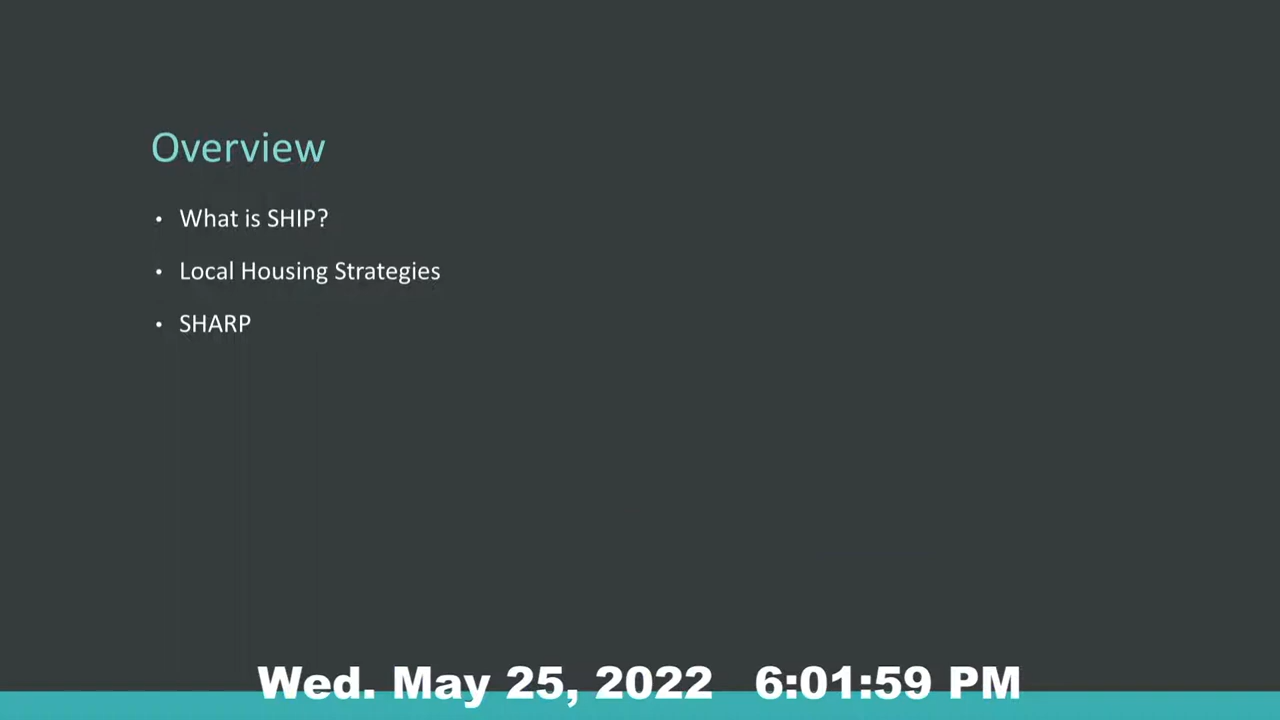 Overview
• What is SHIP?
• Local Housing Strategies
• SHARP
Wed. May 25, 2022 6:01:59 PM